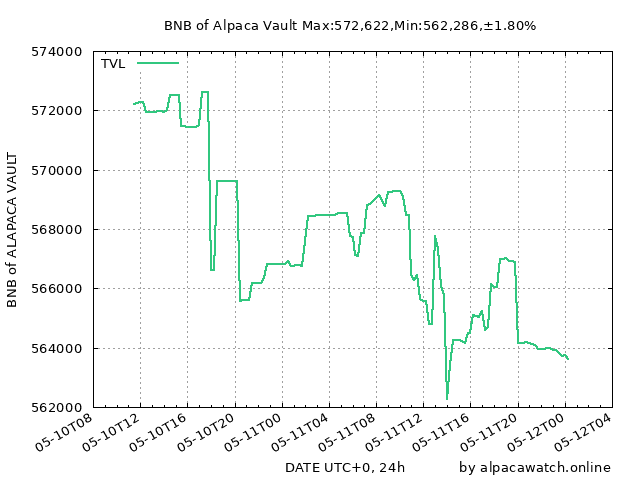 BNB of Alpaca Vault Max:572,622,Min:562,286,±1.80%
TVL
BNB of ALAPACA VAULT
574000
572000
570000
568000
566000
564000
562000
05-10T08
05-10T12
05-10T16
05-10T20
05-11T00
05-11T04
05-11T08
05-11T12
05-11T16
05-11T20
05-12T00
05-12T04
DATE UTC+0, 24h
by alpacawatch.online